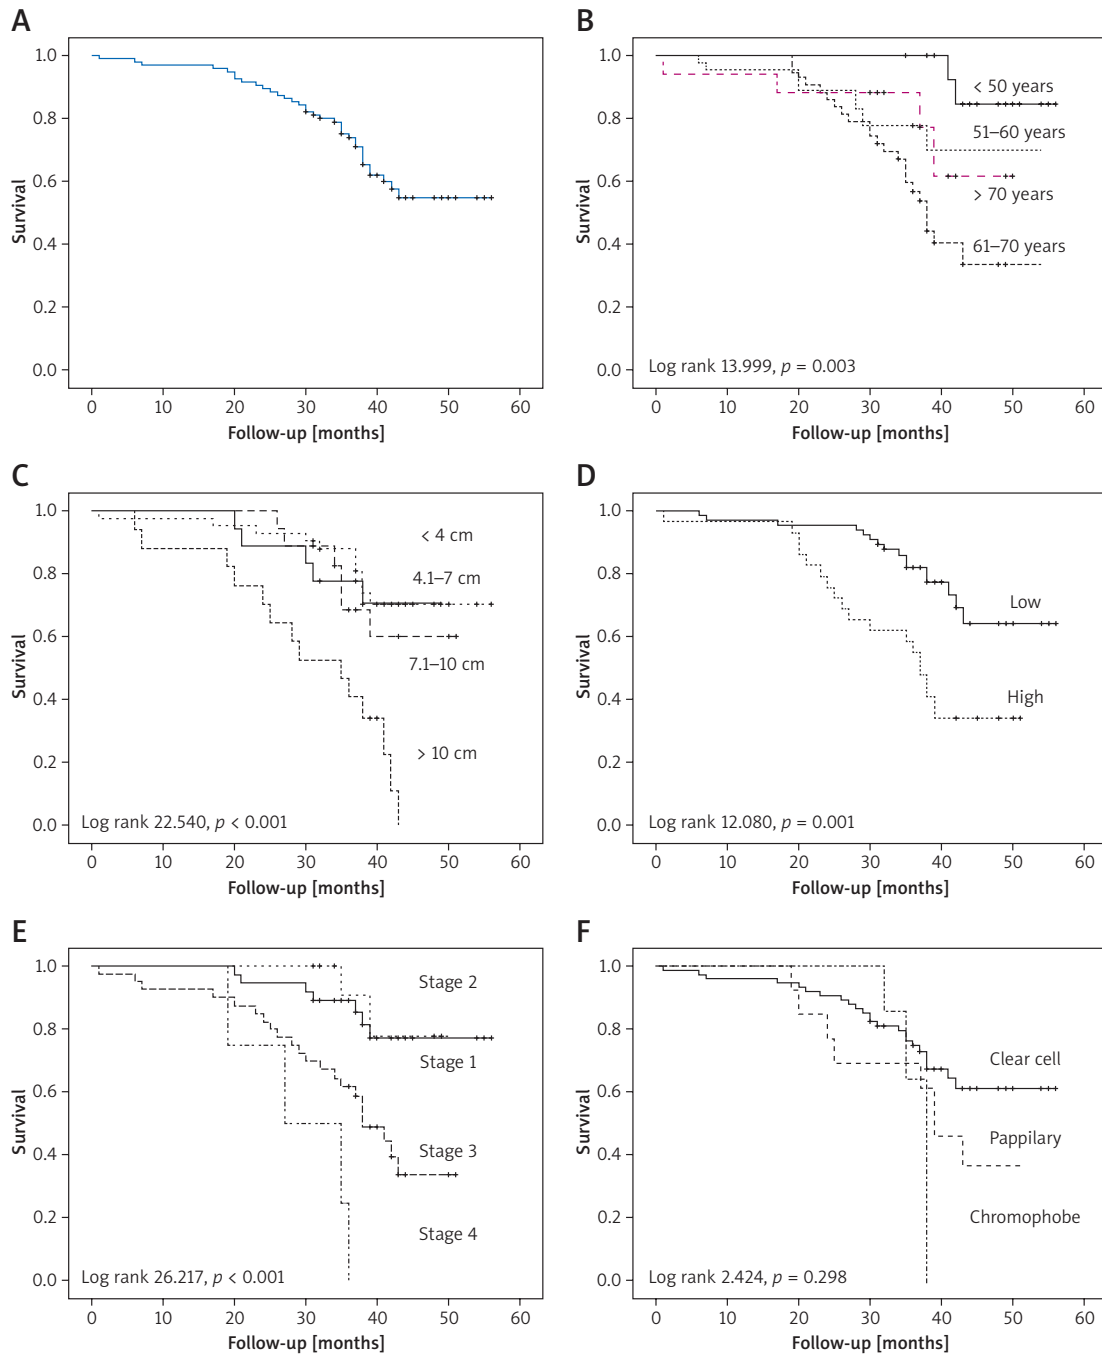 A
Survival
1.0
0.8
0.6
0.4
0.2
0.0
0 10 20 30 40 50 60
Follow-up [months]
B
Survival
1.0
0.8
0.6
0.4
0.2
0.0
< 50 years
51–60 years
> 70 years
61–70 years
Log rank 13.999, p = 0.003
0 10 20 30 40 50 60
Follow-up [months]
C
Survival
1.0
0.8
0.6
0.4
0.2
0.0
< 4 cm
4.1–7 cm
7.1–10 cm
> 10 cm
Log rank 22.540, p < 0.001
0 10 20 30 40 50 60
Follow-up [months]
D
Survival
1.0
0.8
0.6
0.4
0.2
0.0
Low
High
Log rank 12.080, p = 0.001
0 10 20 30 40 50 60
Follow-up [months]
E
Survival
1.0
0.8
0.6
0.4
0.2
0.0
Stage 2
Stage 1
Stage 3
Stage 4
Log rank 26.217, p < 0.001
0 10 20 30 40 50 60
Follow-up [months]
F
Survival
1.0
0.8
0.6
0.4
0.2
0.0
Clear cell
Pappilary
Chromophobe
Log rank 2.424, p = 0.298
0 10 20 30 40 50 60
Follow-up [months]